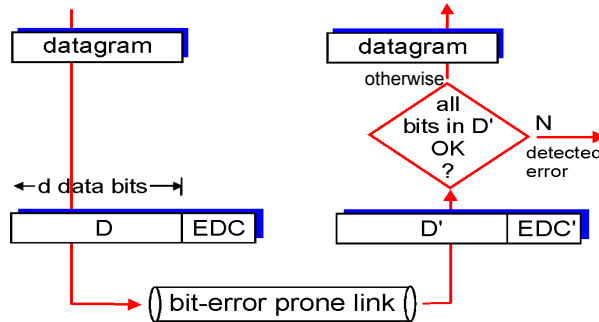 datagram
datagram
otherwise
all
bits in D'
OK
?
N
detected
error
d data bits
D
EDC
D'
EDC'
bit-error prone link